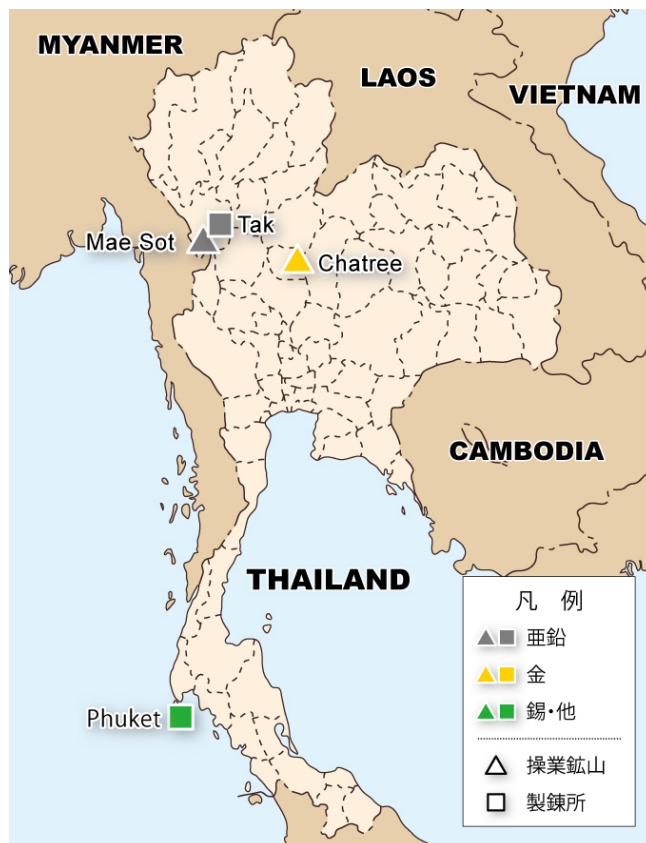 MYANMER
LAOS
VIETNAM
Tak
Mae Sot
Chatree
CAMBODIA
THAILAND
Phuket
凡 例
亜鉛
金
錫・他
操業鉱山
製錬所